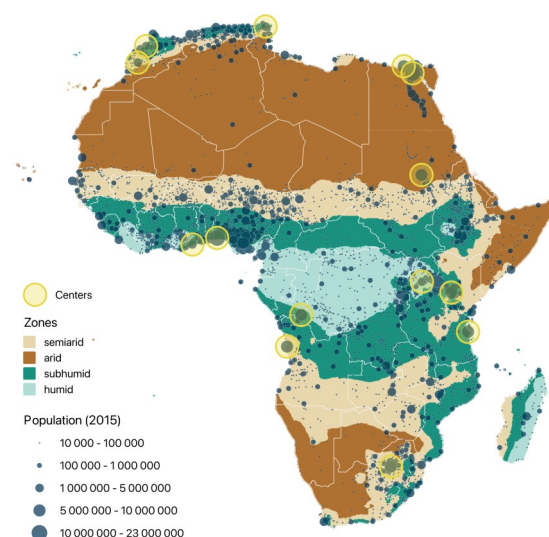 Centers
Zones
semiarid
arid
subhumid
humid
Population (2015)
10 000 - 100 000
100 000 - 1 000 000
1 000 000 - 5 000 000
5 000 000 - 10 000 000
10 000 000 - 23 000 000